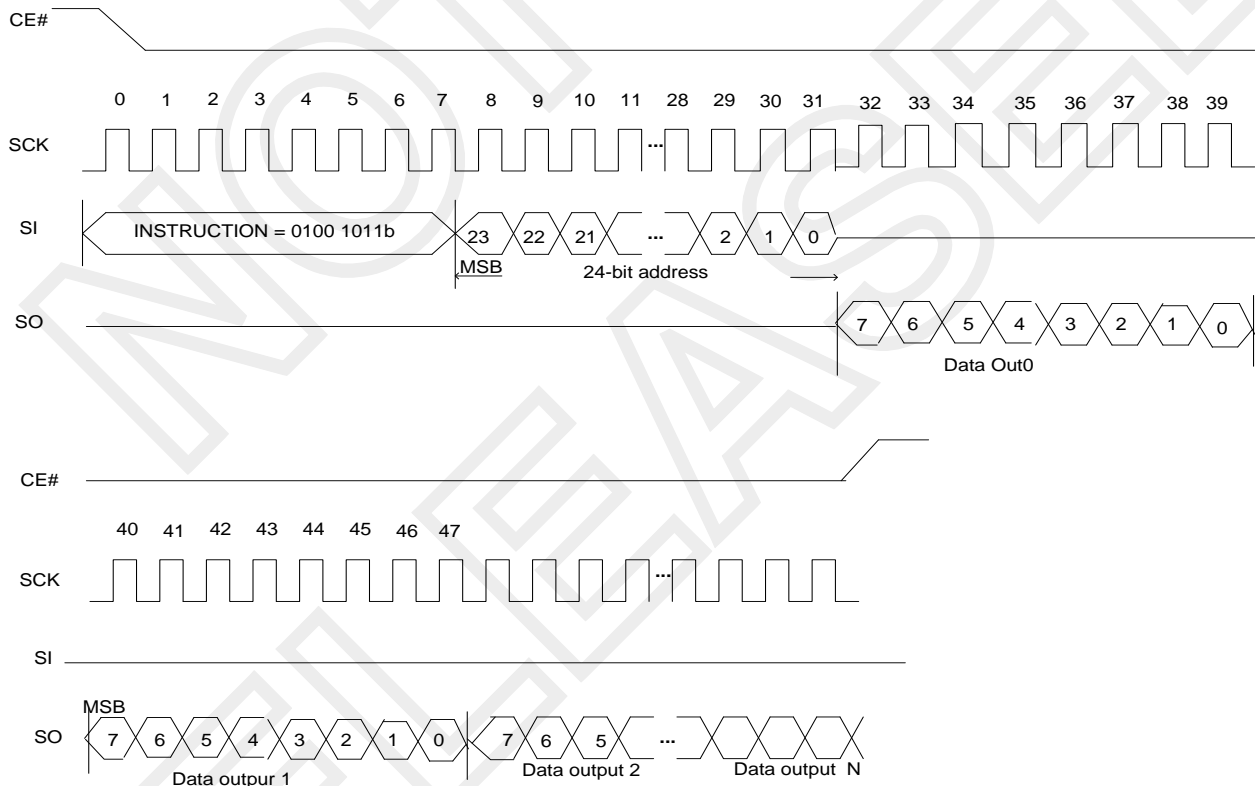 CE#
0 1 2 3 4 5 6 7 8 9 10 11 28 29 30 31 32 33 34 35 36 37 38 39
SCK ...
SI INSTRUCTION = 0100 1011b 23 22 21 ... 2 1 0
MSB 24-bit address
SO 7 6 5 4 3 2 1 0
Data Out0
CE#
40 41 42 43 44 45 46 47
SCK ...
SI
MSB
SO 7 6 5 4 3 2 1 0 7 6 5 ...
Data outpur 1 Data output 2 Data output N